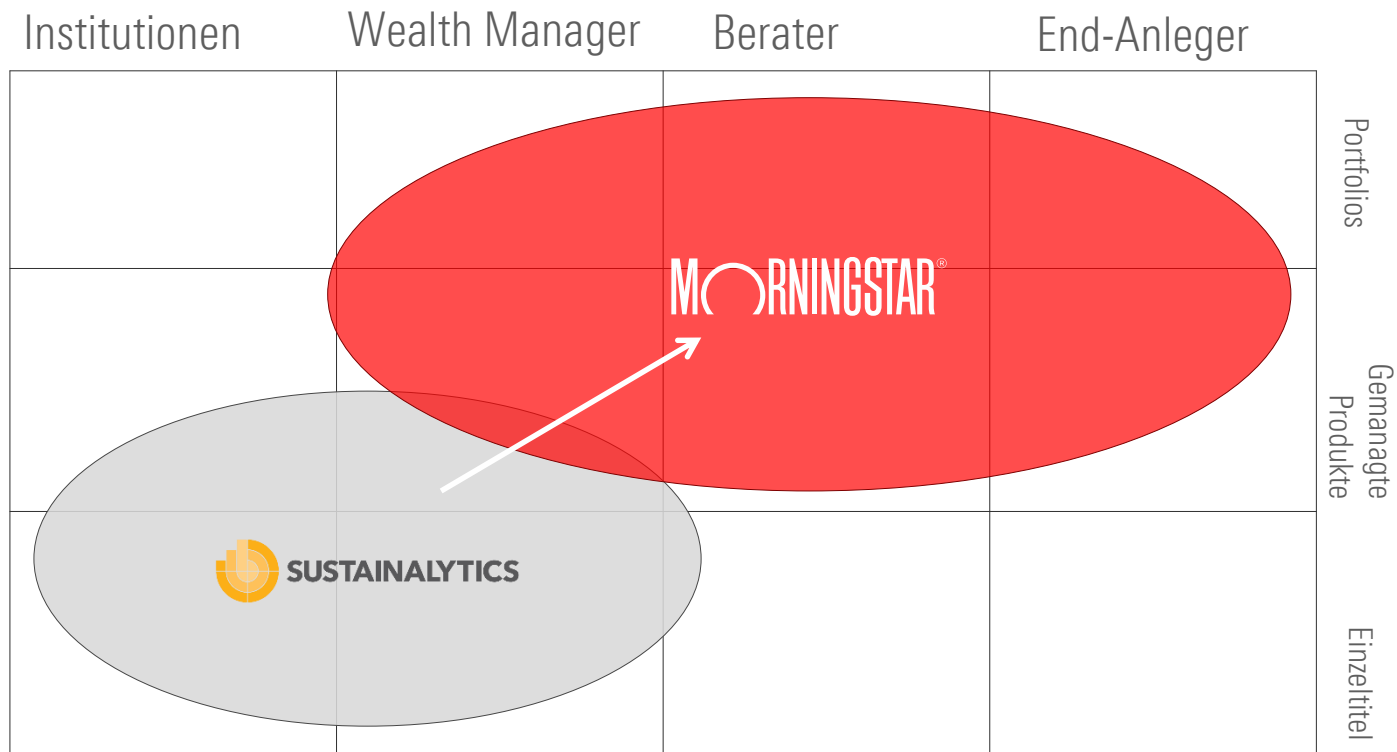 Institutionen
Wealth Manager
Berater
End-Anleger
Portfolios
MORNINGSTAR®
Gemanagte
Produkte
SUSTAINALYTICS
Einzeltitel